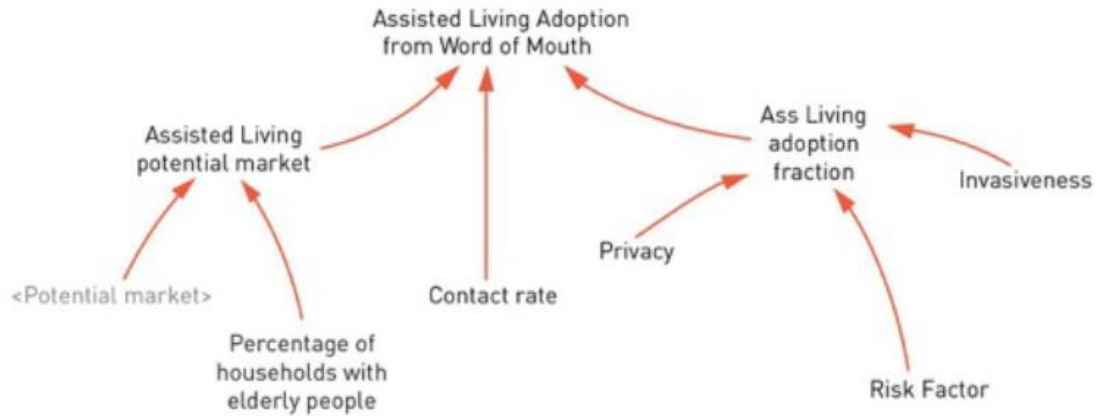 Assisted Living Adoption
from Word of Mouth
Assisted Living
potential market
Ass Living
adoption
fraction
Invasiveness
Privacy
<Potential market>
Contact rate
Percentage of
households with
elderly people
Risk Factor